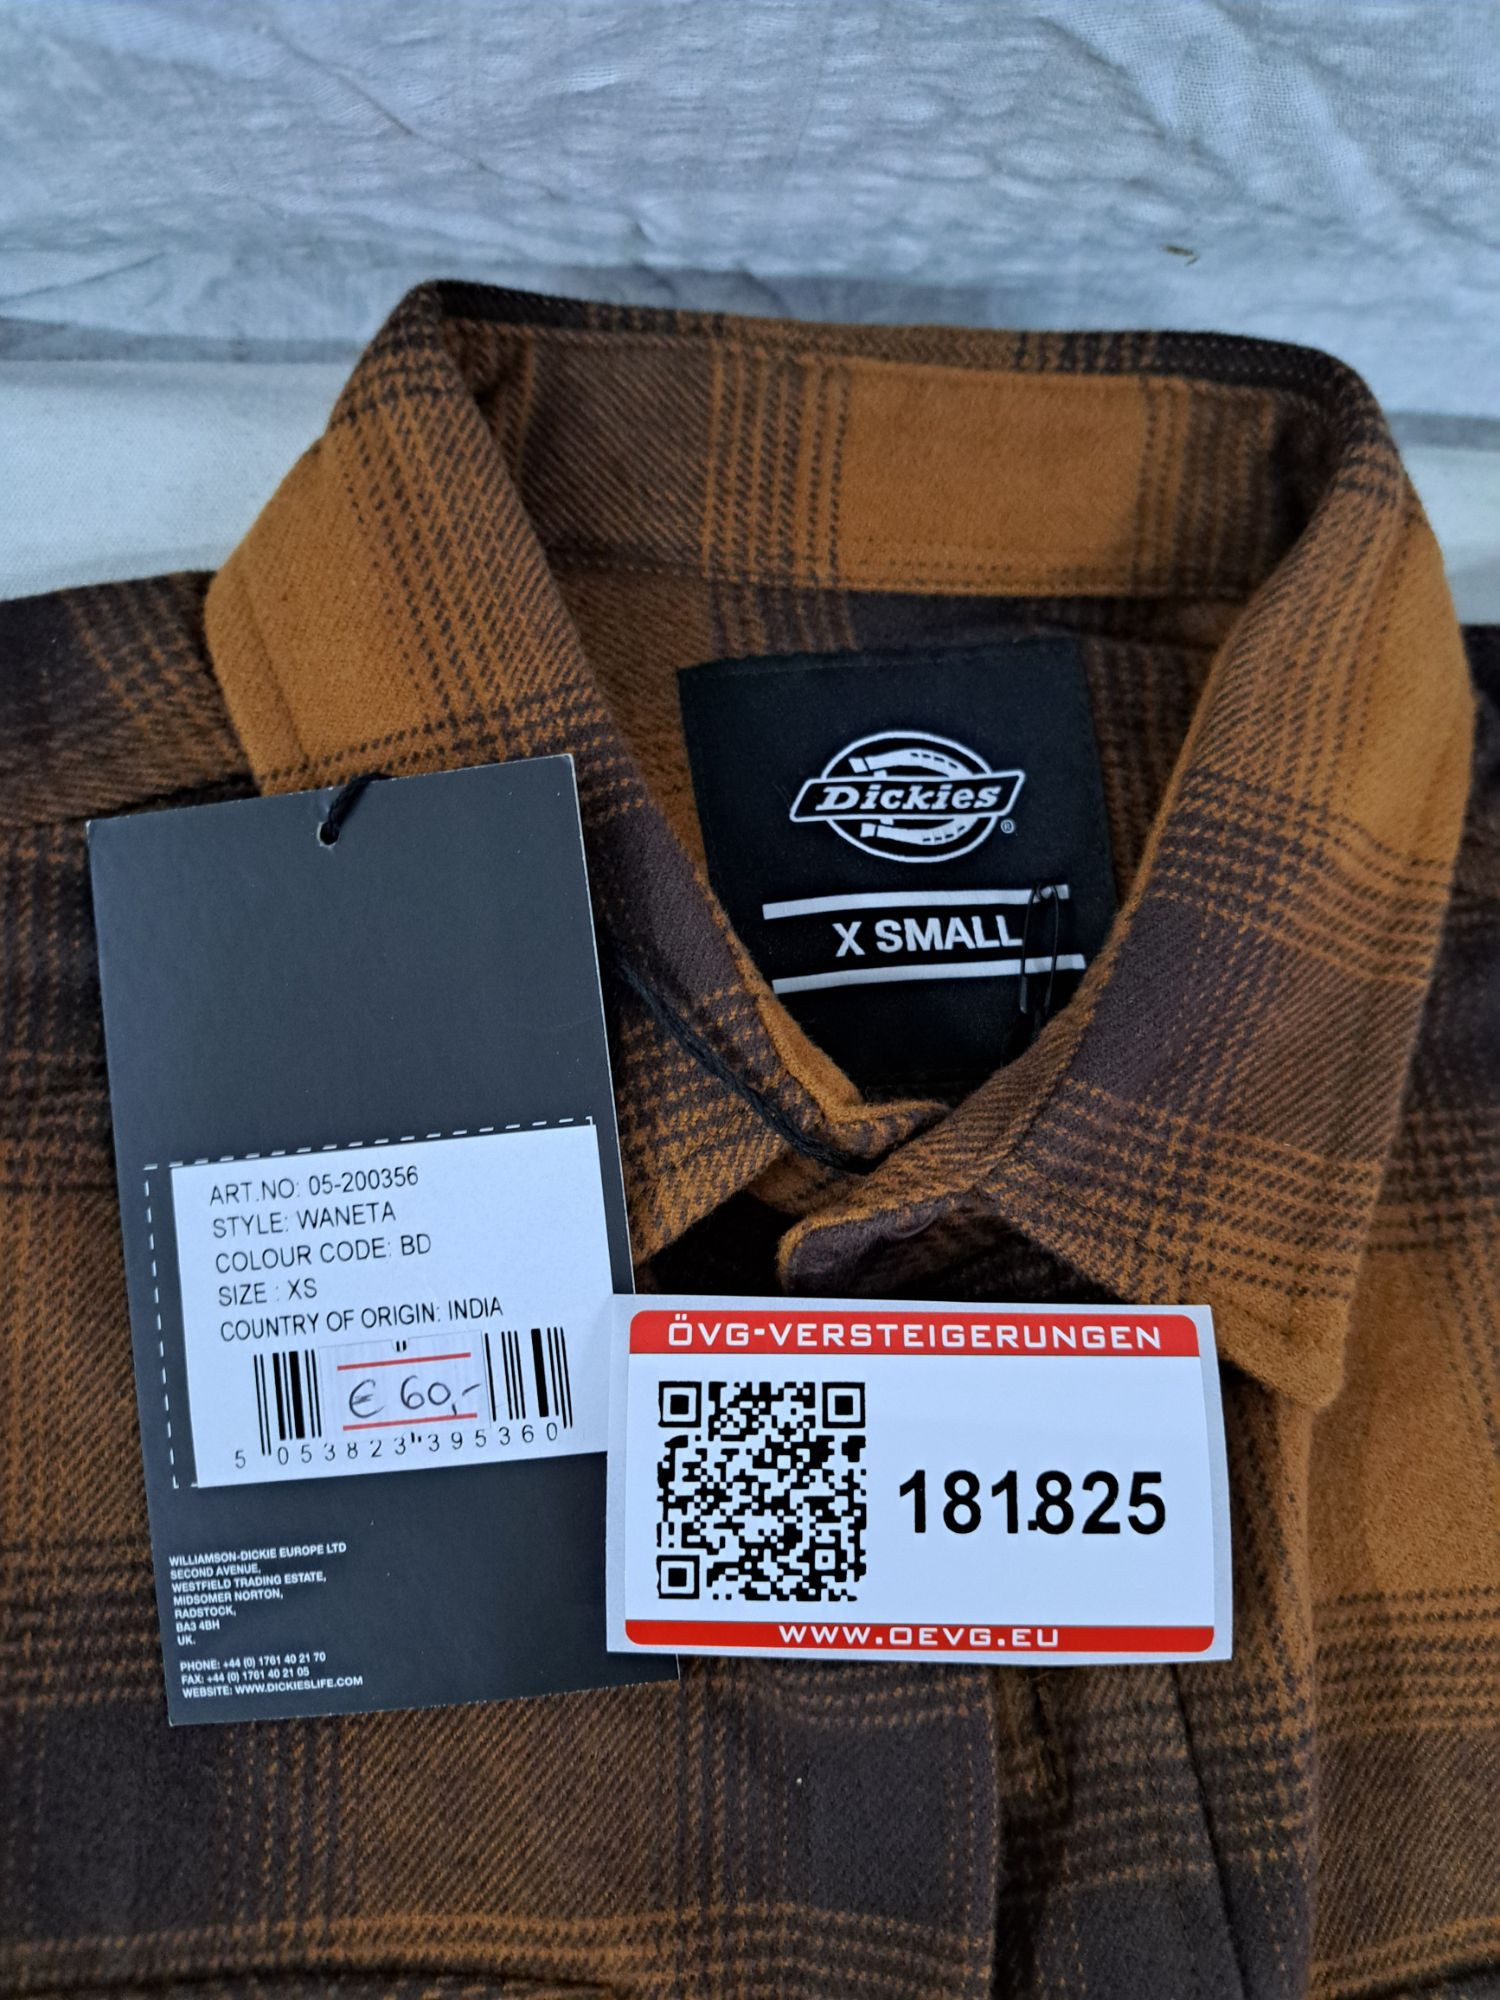 Dickies
®
X SMALL
ART.NO: 05-200356
STYLE: WANETA
COLOUR CODE: BD
SIZE : XS
COUNTRY OF ORIGIN: INDIA
€ 60,-
5 053823 395360
WILLIAMSON-DICKIE EUROPE LTD
SECOND AVENUE,
WESTFIELD TRADING ESTATE,
MIDSOMER NORTON,
RADSTOCK,
BA3 4BH
UK.
PHONE: +44 (0) 1761 40 21 70
FAX: +44 (0) 1761 40 21 05
WEBSITE: WWW.DICKIESLIFE.COM
ÖVG-VERSTEIGERUNGEN
181.825
WWW.OEVG.EU